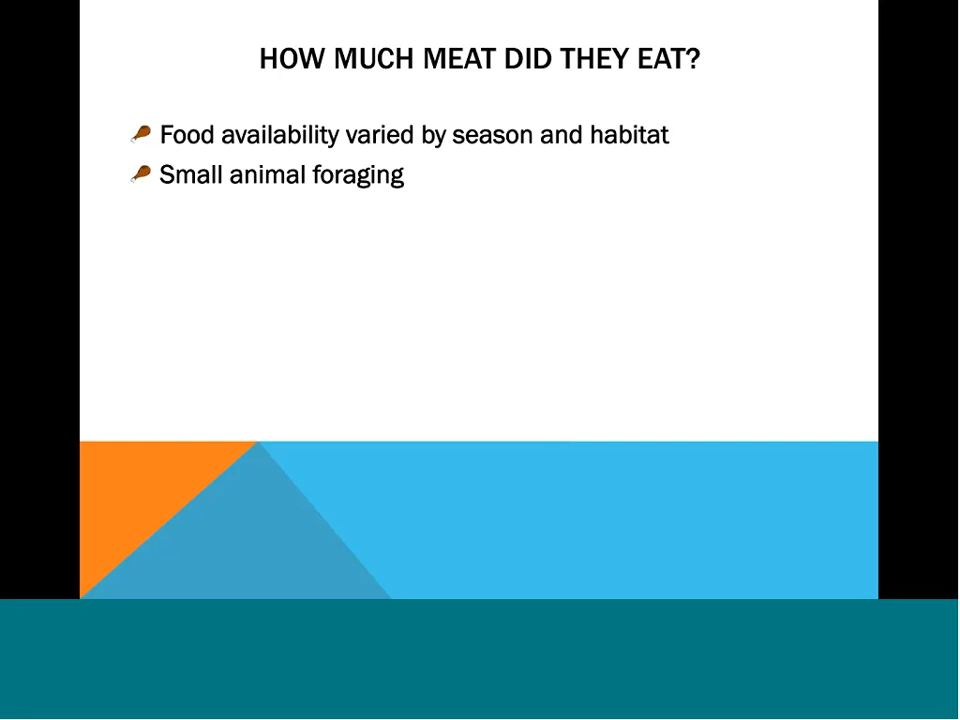 HOW MUCH MEAT DID THEY EAT?
Food availability varied by season and habitat
Small animal foraging